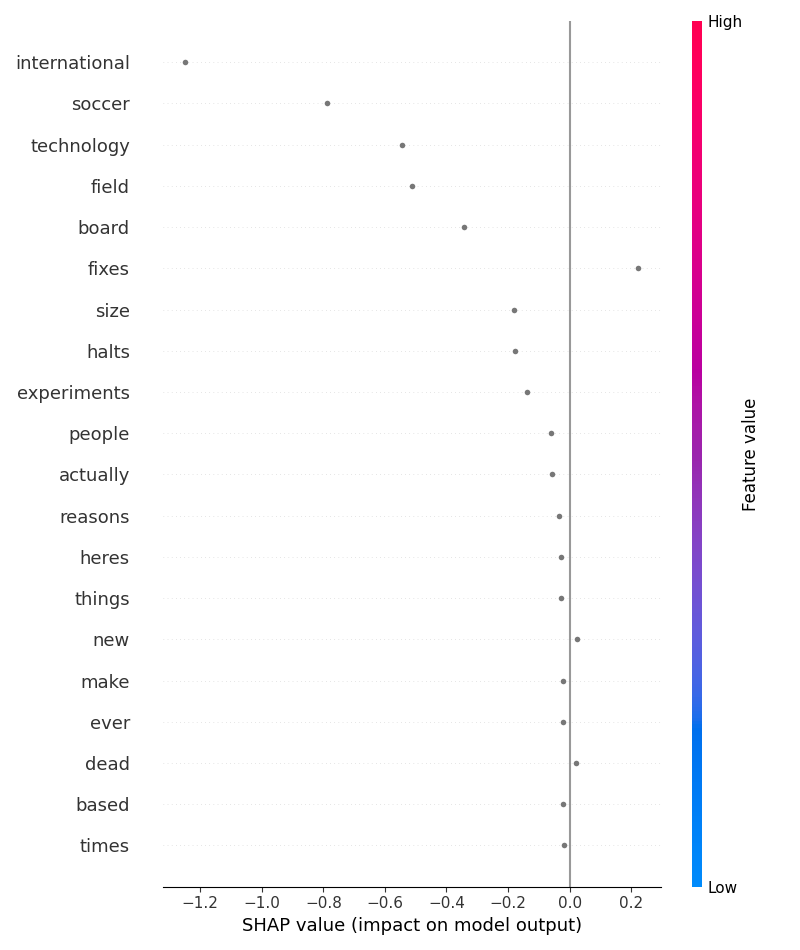 High
international
soccer
technology
field
board
fixes
size
halts
experiments
people
actually
reasons
heres
things
new
make
ever
dead
based
times
Feature value
Low
−1.2 −1.0 −0.8 −0.6 −0.4 −0.2 0.0 0.2
SHAP value (impact on model output)